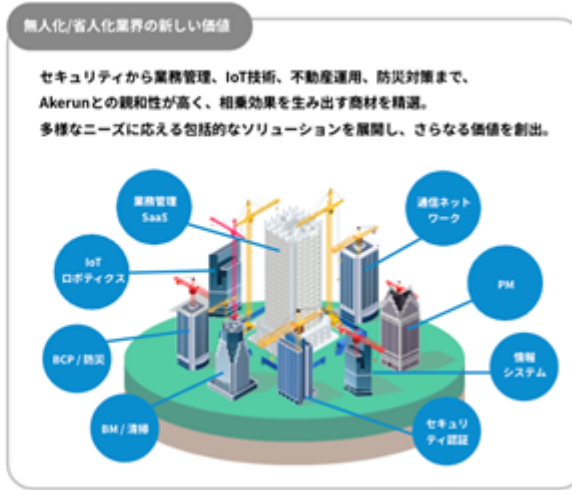 無人化/省人化業界の新しい価値
セキュリティから業務管理、IoT技術、不動産運用、防災対策まで、
Akerunとの親和性が高く、相乗効果を生み出す商材を精選。
多様なニーズに応える包括的なソリューションを展開し、さらなる価値を創出。
業務管理
SaaS
通信ネット
ワーク
IoT
ロボティクス
PM
BCP / 防災
情報
システム
BM / 清掃
セキュリ
ティ認証